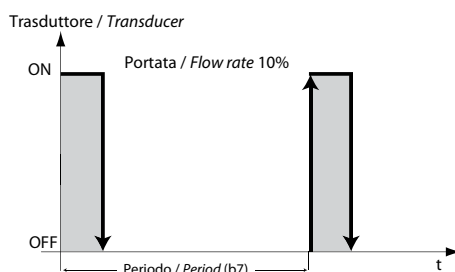 Trasduttore / Transducer
ON
Portata / Flow rate 10%
OFF
Periodo / Period (b7)
t